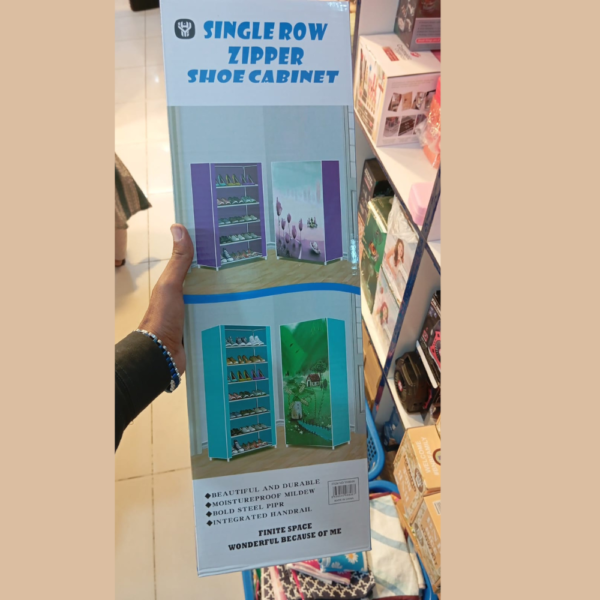 SINGLE ROW
ZIPPER
SHOE CABINET
◆BEAUTIFUL AND DURABLE
◆MOISTUREPROOF MILDEW
◆BOLD STEEL PIPR
◆INTEGRATED HANDRAIL
FINITE SPACE
WONDERFUL BECAUSE OF ME